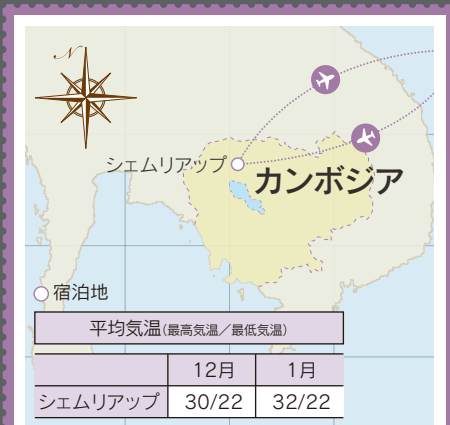 N
シェムリアップ
カンボジア
宿泊地
平均気温(最高気温／最低気温)
12月 1月
シェムリアップ 30/22 32/22